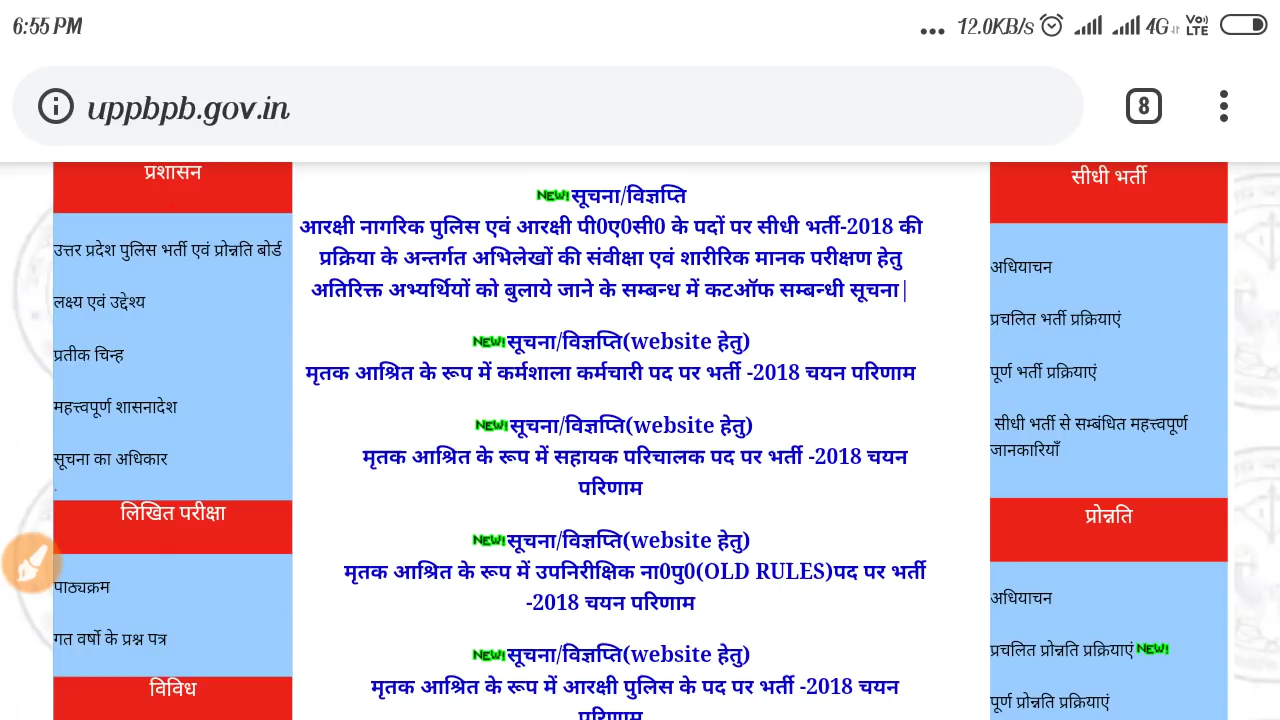 6:55 PM
... 12.0KB/s 4G VoLTE
uppbpb.gov.in
8
प्रशासन
उत्तर प्रदेश पुलिस भर्ती एवं प्रोन्नति बोर्ड
लक्ष्य एवं उद्देश्य
प्रतीक चिन्ह
महत्त्वपूर्ण शासनादेश
सूचना का अधिकार
लिखित परीक्षा
पाठ्यक्रम
गत वर्षो के प्रश्न पत्र
विविध
NEW! सूचना/विज्ञप्ति
आरक्षी नागरिक पुलिस एवं आरक्षी पी0ए0सी0 के पदों पर सीधी भर्ती-2018 की
प्रक्रिया के अन्तर्गत अभिलेखों की संवीक्षा एवं शारीरिक मानक परीक्षण हेतु
अतिरिक्त अभ्यर्थियों को बुलाये जाने के सम्बन्ध में कटऑफ सम्बन्धी सूचना|
NEW! सूचना/विज्ञप्ति(website हेतु)
मृतक आश्रित के रूप में कर्मशाला कर्मचारी पद पर भर्ती -2018 चयन परिणाम
NEW! सूचना/विज्ञप्ति(website हेतु)
मृतक आश्रित के रूप में सहायक परिचालक पद पर भर्ती -2018 चयन
परिणाम
NEW! सूचना/विज्ञप्ति(website हेतु)
मृतक आश्रित के रूप में उपनिरीक्षिक ना0पु0(OLD RULES)पद पर भर्ती
-2018 चयन परिणाम
NEW! सूचना/विज्ञप्ति(website हेतु)
मृतक आश्रित के रूप में आरक्षी पुलिस के पद पर भर्ती -2018 चयन
परिणाम
सीधी भर्ती
अधियाचन
प्रचलित भर्ती प्रक्रियाएं
पूर्ण भर्ती प्रक्रियाएं
सीधी भर्ती से सम्बंधित महत्त्वपूर्ण
जानकारियाँ
प्रोन्नति
अधियाचन
प्रचलित प्रोन्नति प्रक्रियाएं NEW!
पूर्ण प्रोन्नति प्रक्रियाएं